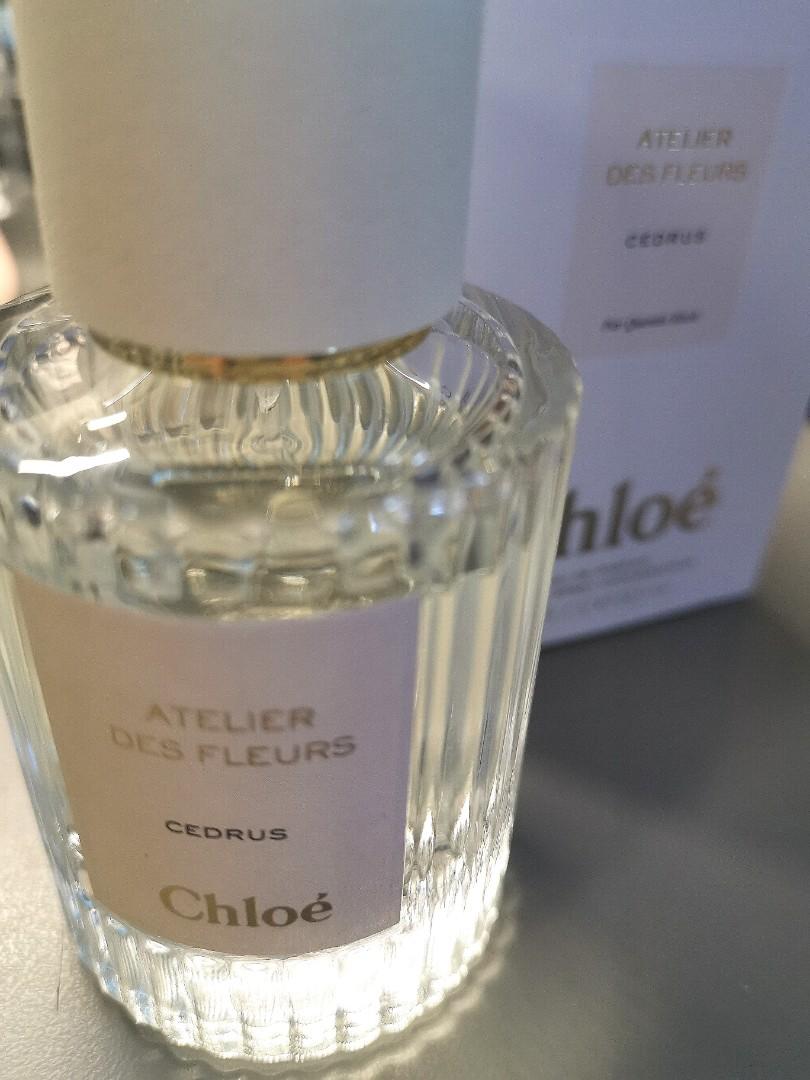 ATELIER
DES FLEURS
CEDRUS
Chloé
ATELIER
DES FLEURS
CEDRUS
hloé